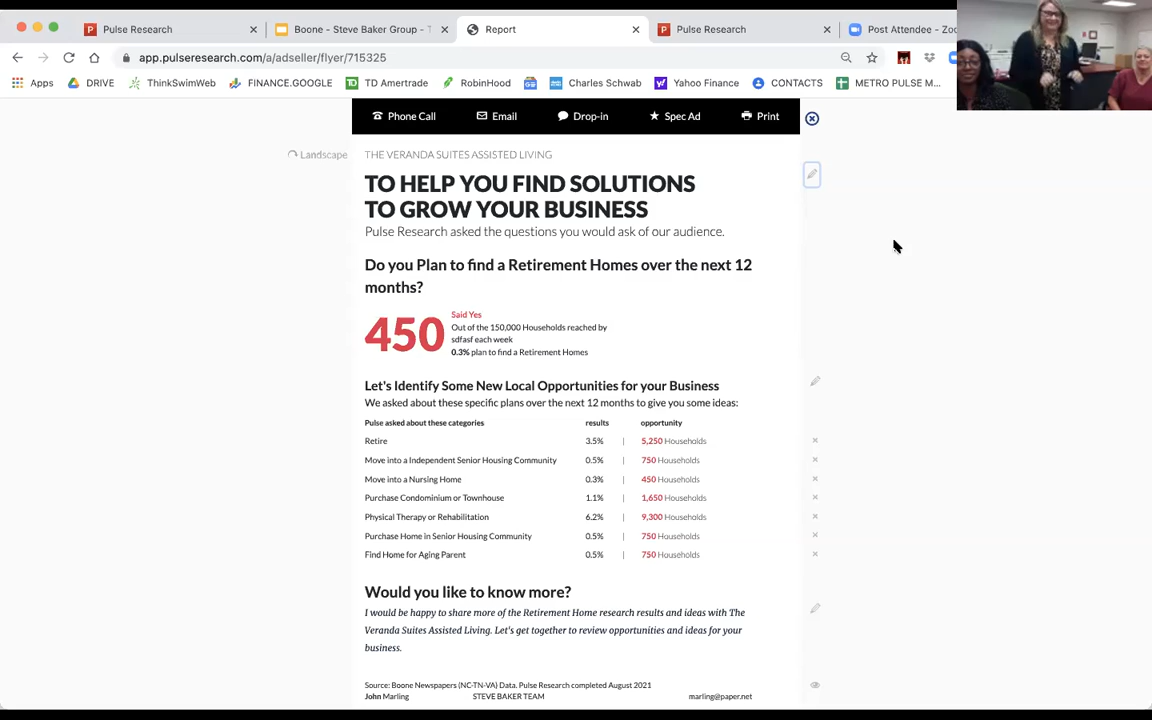 Pulse Research
Boone - Steve Baker Group - T
Report
Pulse Research
Post Attendee - Zoo
app.pulseresearch.com/a/adseller/flyer/715325
Apps
DRIVE
ThinkSwimWeb
FINANCE.GOOGLE
TD Amertrade
RobinHood
Charles Schwab
Yahoo Finance
CONTACTS
METRO PULSE M...
Phone Call
Email
Drop-in
Spec Ad
Print
Landscape
THE VERANDA SUITES ASSISTED LIVING
TO HELP YOU FIND SOLUTIONS
TO GROW YOUR BUSINESS
Pulse Research asked the questions you would ask of our audience.
Do you Plan to find a Retirement Homes over the next 12
months?
450
Said Yes
Out of the 150,000 Households reached by
sdfasf each week
0.3% plan to find a Retirement Homes
Let's Identify Some New Local Opportunities for your Business
We asked about these specific plans over the next 12 months to give you some ideas:
Pulse asked about these categories results opportunity
Retire 3.5% | 5,250 Households
Move into a Independent Senior Housing Community 0.5% | 750 Households
Move into a Nursing Home 0.3% | 450 Households
Purchase Condominium or Townhouse 1.1% | 1,650 Households
Physical Therapy or Rehabilitation 6.2% | 9,300 Households
Purchase Home in Senior Housing Community 0.5% | 750 Households
Find Home for Aging Parent 0.5% | 750 Households
Would you like to know more?
I would be happy to share more of the Retirement Home research results and ideas with The
Veranda Suites Assisted Living. Let's get together to review opportunities and ideas for your
business.
Source: Boone Newspapers (NC-TN-VA) Data. Pulse Research completed August 2021
John Marling STEVE BAKER TEAM marling@paper.net